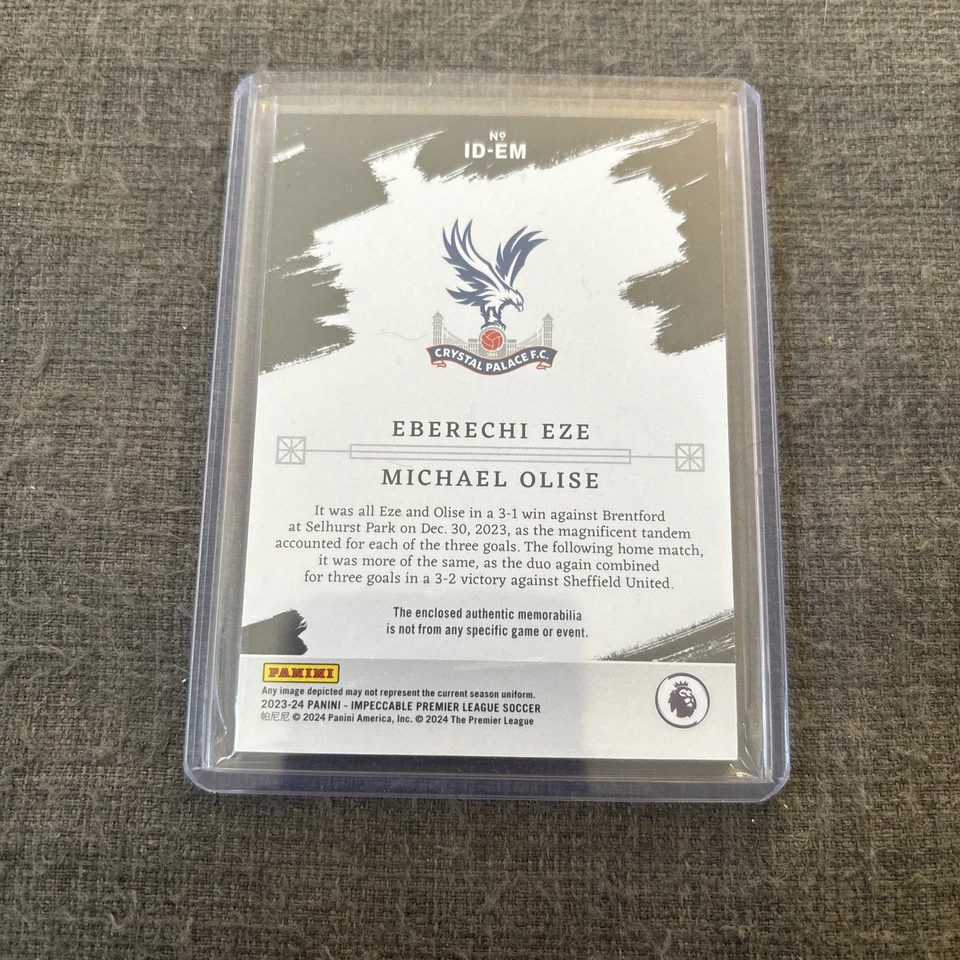 Nº
ID-EM
1861
CRYSTAL PALACE F.C.
EBERECHI EZE
MICHAEL OLISE
It was all Eze and Olise in a 3-1 win against Brentford
at Selhurst Park on Dec. 30, 2023, as the magnificent tandem
accounted for each of the three goals. The following home match,
it was more of the same, as the duo again combined
for three goals in a 3-2 victory against Sheffield United.
The enclosed authentic memorabilia
is not from any specific game or event.
PANINI
Any image depicted may not represent the current season uniform.
2023-24 PANINI - IMPECCABLE PREMIER LEAGUE SOCCER
帕尼尼 © 2024 Panini America, Inc. © 2024 The Premier League